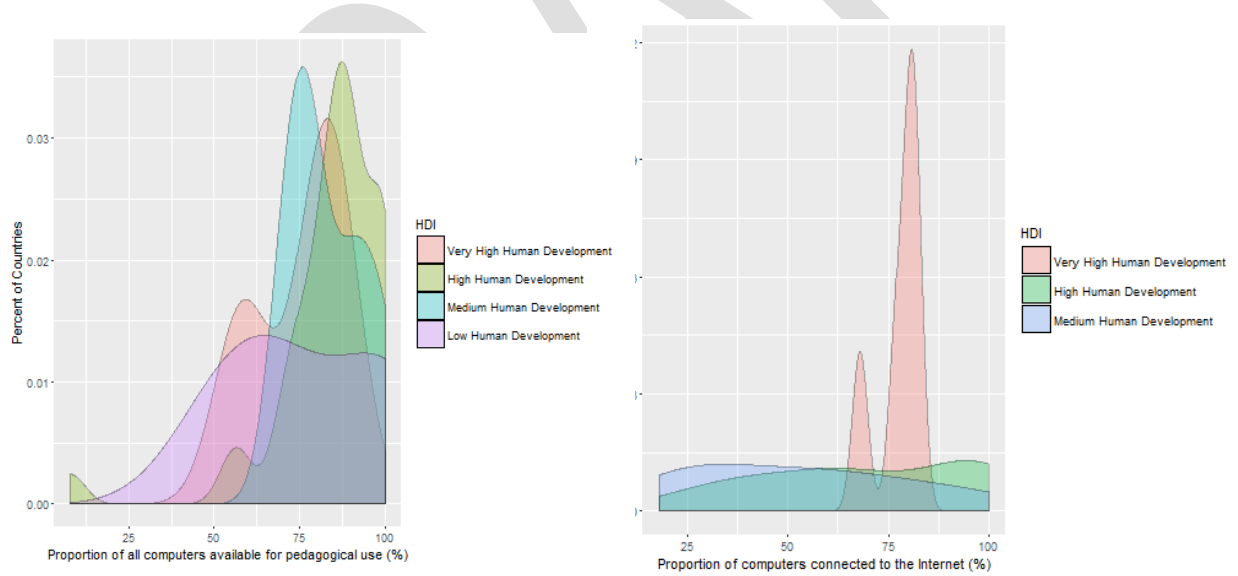 Percent of Countries
0.03
0.02
0.01
0.00
25
50
75
100
Proportion of all computers available for pedagogical use (%)
HDI
Very High Human Development
High Human Development
Medium Human Development
Low Human Development
25
50
75
100
Proportion of computers connected to the Internet (%)
HDI
Very High Human Development
High Human Development
Medium Human Development